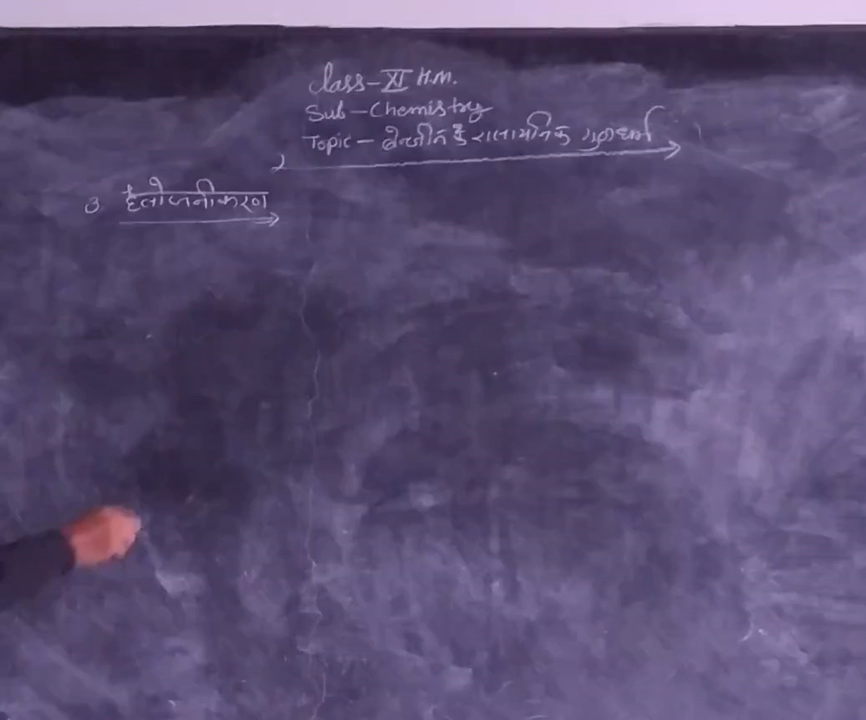 Class-XI H.M.
Sub-Chemistry
Topic - बेन्जीन के रासायनिक गुणधर्म
3 हैलोजनीकरण